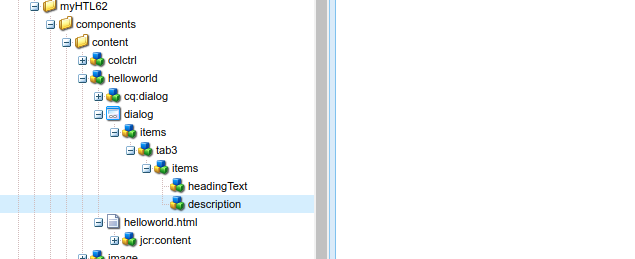 myHTL62
components
content
colctrl
helloworld
cq:dialog
dialog
items
tab3
items
headingText
description
helloworld.html
jcr:content
image